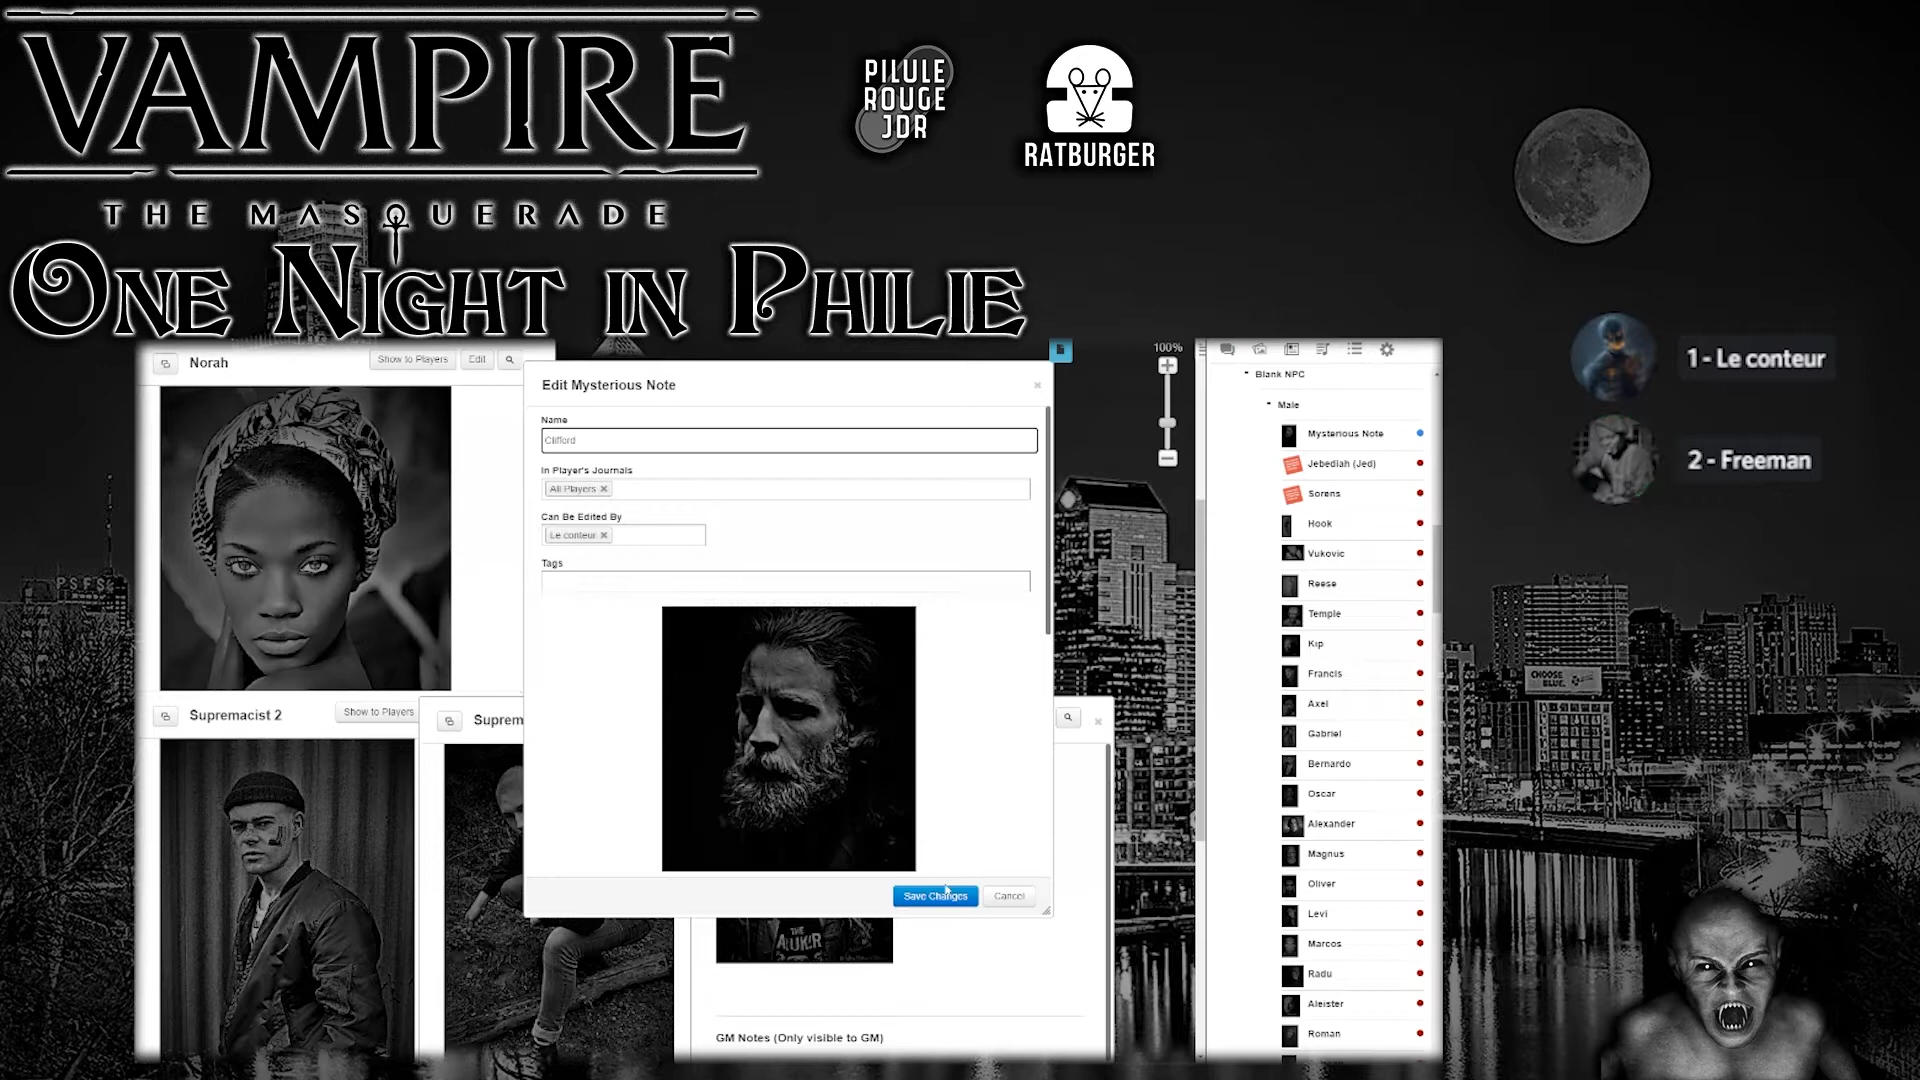 VAMPIRE
THE MASQUERADE
ONE NIGHT IN PHILIE
PILULE
ROUGE
JDR
RATBURGER
1 - Le conteur
2 - Freeman
Norah
Show to Players
Edit
Supremacist 2
Show to Players
Suprem
Edit Mysterious Note
Name
Clifford
In Player's Journals
All Players
Can Be Edited By
Le conteur
Tags
Save Changes
Cancel
THE
GM Notes (Only visible to GM)
100%
Blank NPC
Male
Mysterious Note
Jebediah (Jed)
Sorens
Hook
Vukovic
Reese
Temple
Kip
Francis
Axel
Gabriel
Bernardo
Oscar
Alexander
Magnus
Oliver
Levi
Marcos
Radu
Aleister
Roman
PSFS
CHOOSE
BLUE.